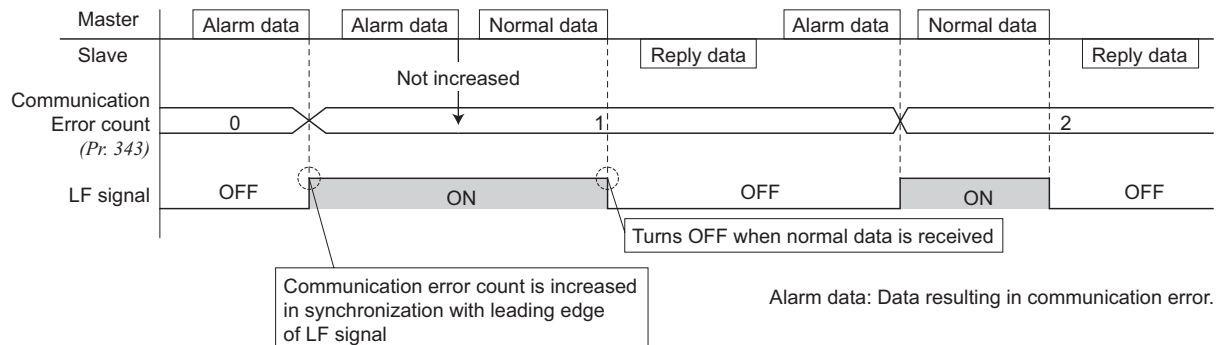 Master
Alarm data
Alarm data
Normal data
Alarm data
Normal data
Slave
Reply data
Reply data
Not increased
Communication
Error count
(Pr. 343)
0
1
2
LF signal
OFF
ON
OFF
ON
OFF
Turns OFF when normal data is received
Communication error count is increased
in synchronization with leading edge
of LF signal
Alarm data: Data resulting in communication error.